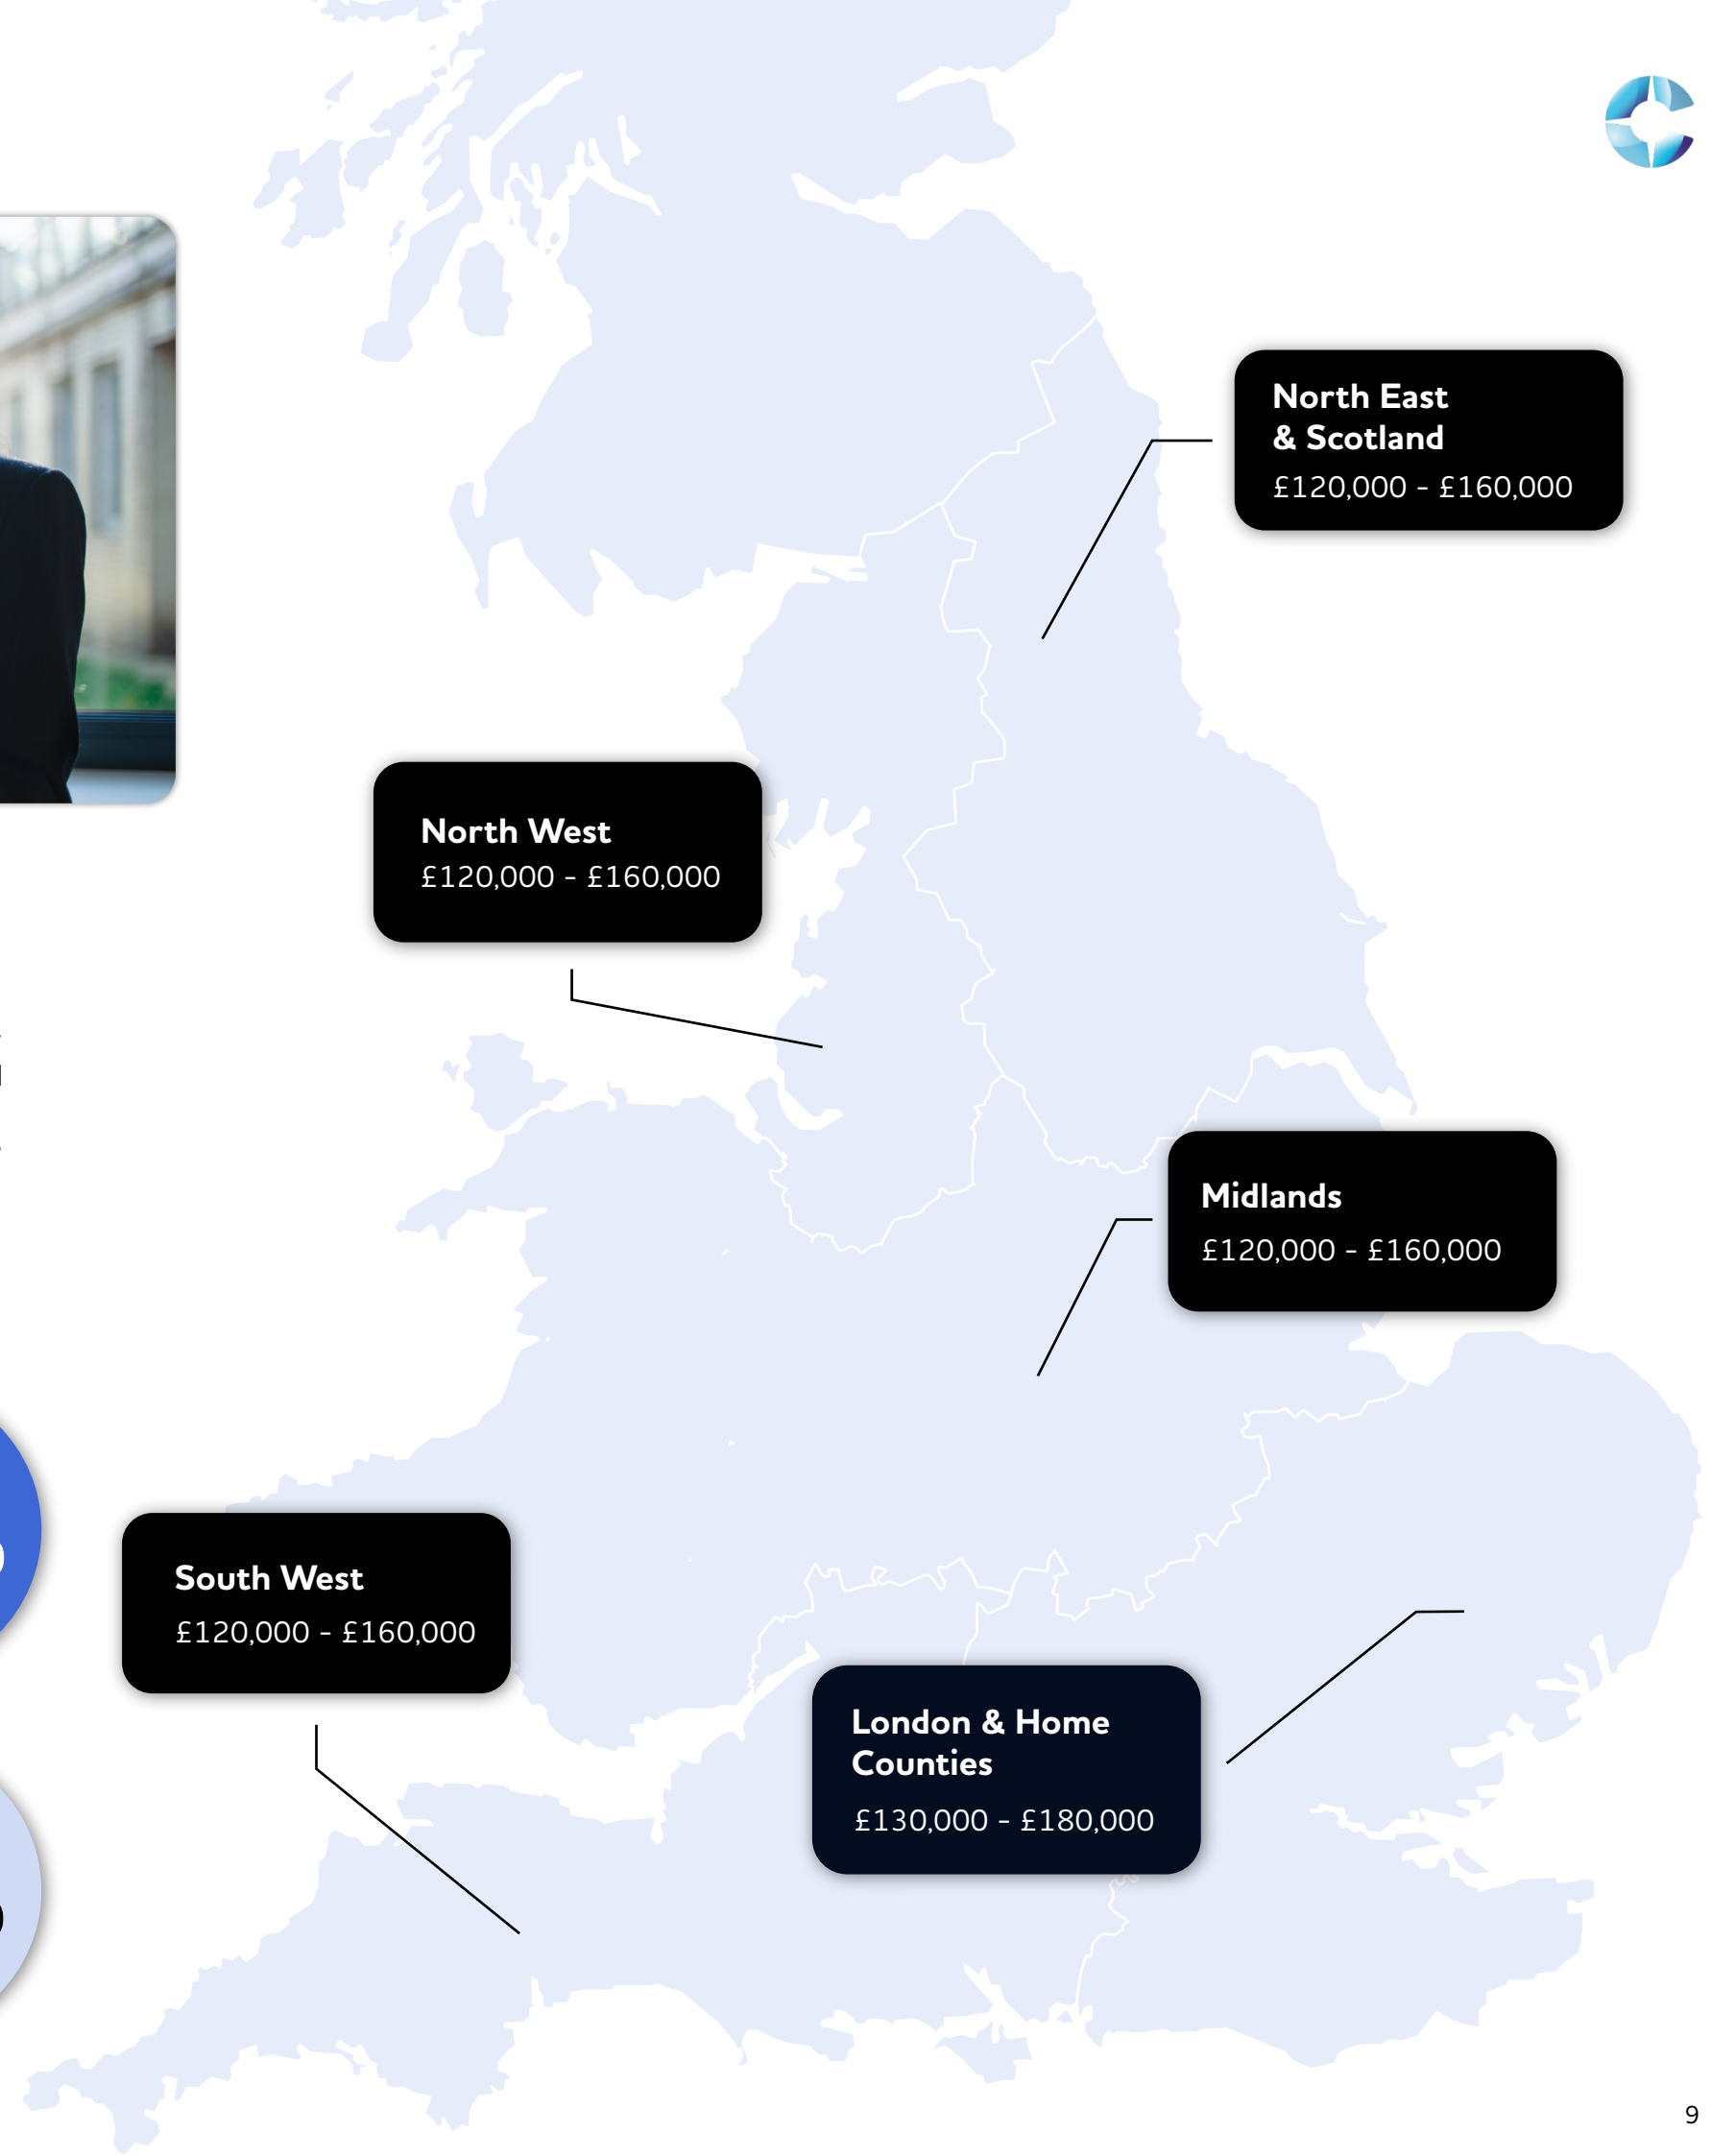 North East
& Scotland
£120,000 - £160,000
North West
£120,000 - £160,000
Midlands
£120,000 - £160,000
South West
£120,000 - £160,000
London & Home
Counties
£130,000 - £180,000
9